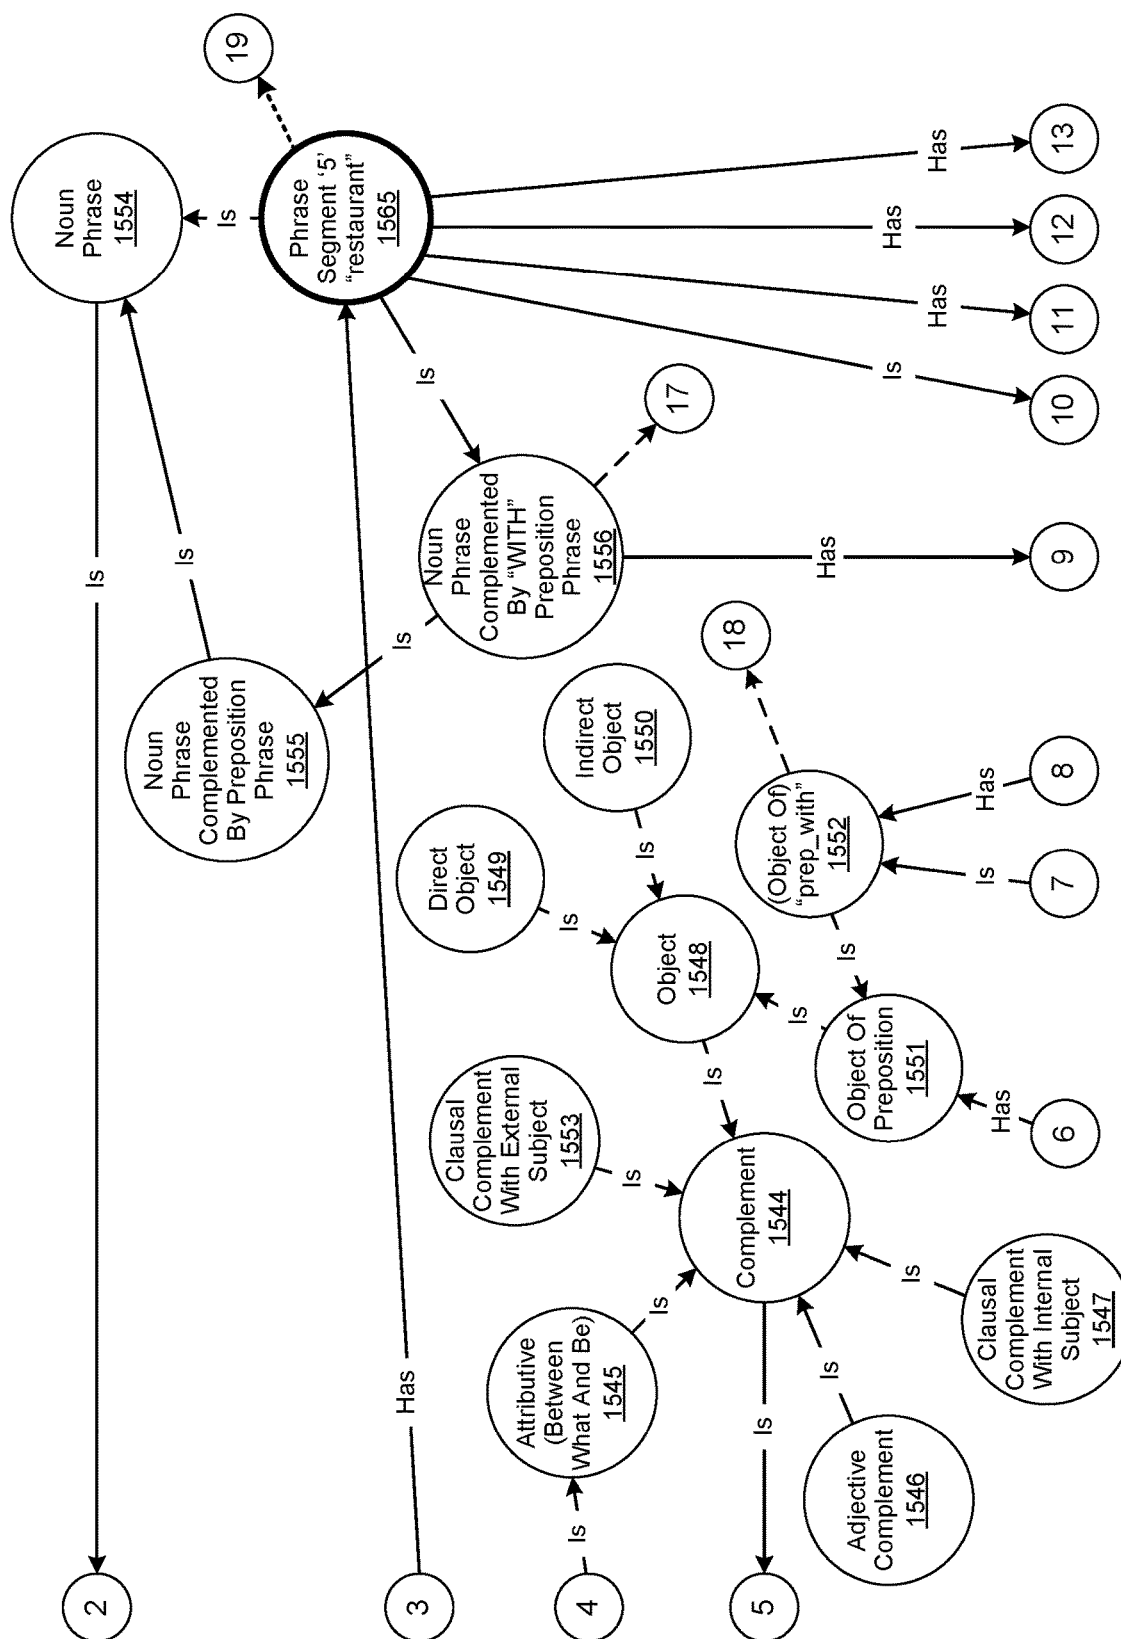 19
Noun
Phrase
1554
Is
Phrase
Segment ‘5’
“restaurant”
1565
Is
Is
Is
Has
13
Has
12
Has
11
Is
10
17
Noun
Phrase
Complemented
By “WITH”
Preposition
Phrase
1556
Has
9
Is
Noun
Phrase
Complemented
By Preposition
Phrase
1555
18
Indirect
Object
1550
Is
Direct
Object
1549
Is
(Object Of)
“prep_with”
1552
Has
8
Is
7
Is
Object
1548
Is
Object Of
Preposition
1551
Has
6
Is
Clausal
Complement
With External
Subject
1553
Is
Complement
1544
Is
Clausal
Complement
With Internal
Subject
1547
Is
Attributive
(Between
What And Be)
1545
Is
Adjective
Complement
1546
Has
Is
Is
2
3
4
5